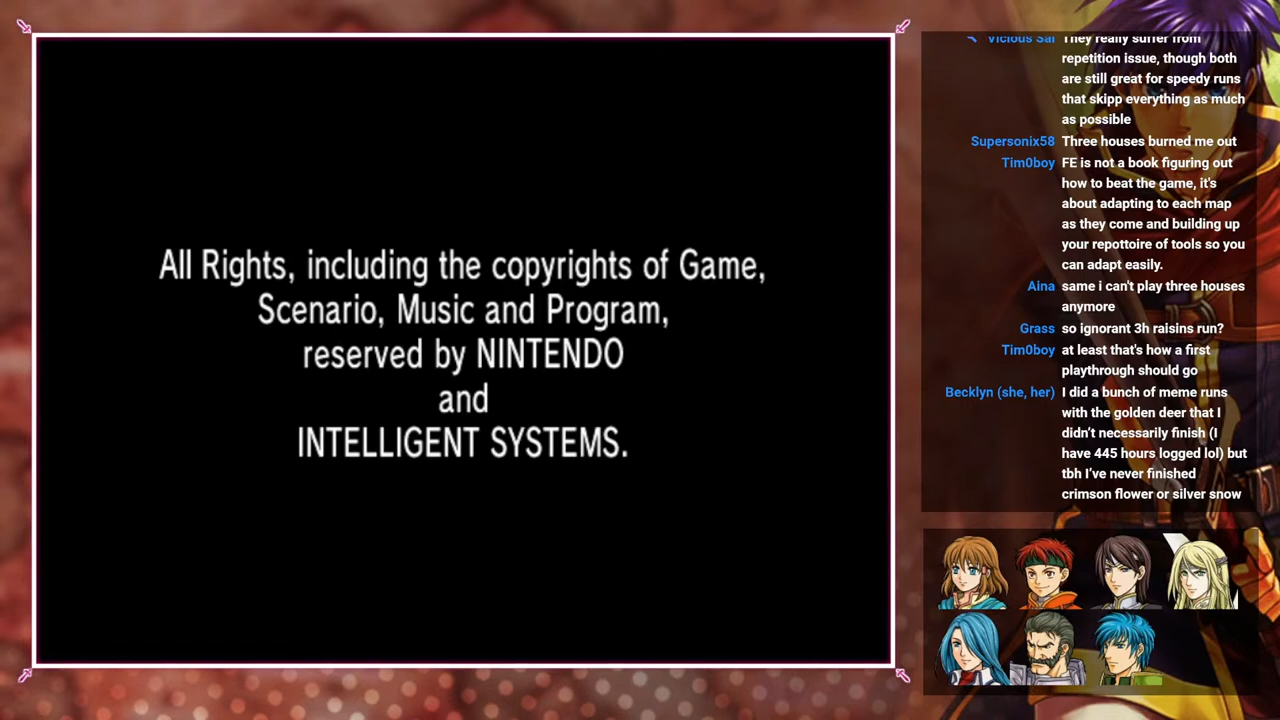 All Rights, including the copyrights of Game,
Scenario, Music and Program,
reserved by NINTENDO
and
INTELLIGENT SYSTEMS.
Vicious Sal They really suffer from
repetition issue, though both
are still great for speedy runs
that skipp everything as much
as possible
Supersonix58 Three houses burned me out
Tim0boy FE is not a book figuring out
how to beat the game, it's
about adapting to each map
as they come and building up
your repottoire of tools so you
can adapt easily.
Aina same i can't play three houses
anymore
Grass so ignorant 3h raisins run?
Tim0boy at least that's how a first
playthrough should go
Becklyn (she, her) I did a bunch of meme runs
with the golden deer that I
didn’t necessarily finish (I
have 445 hours logged lol) but
tbh I’ve never finished
crimson flower or silver snow